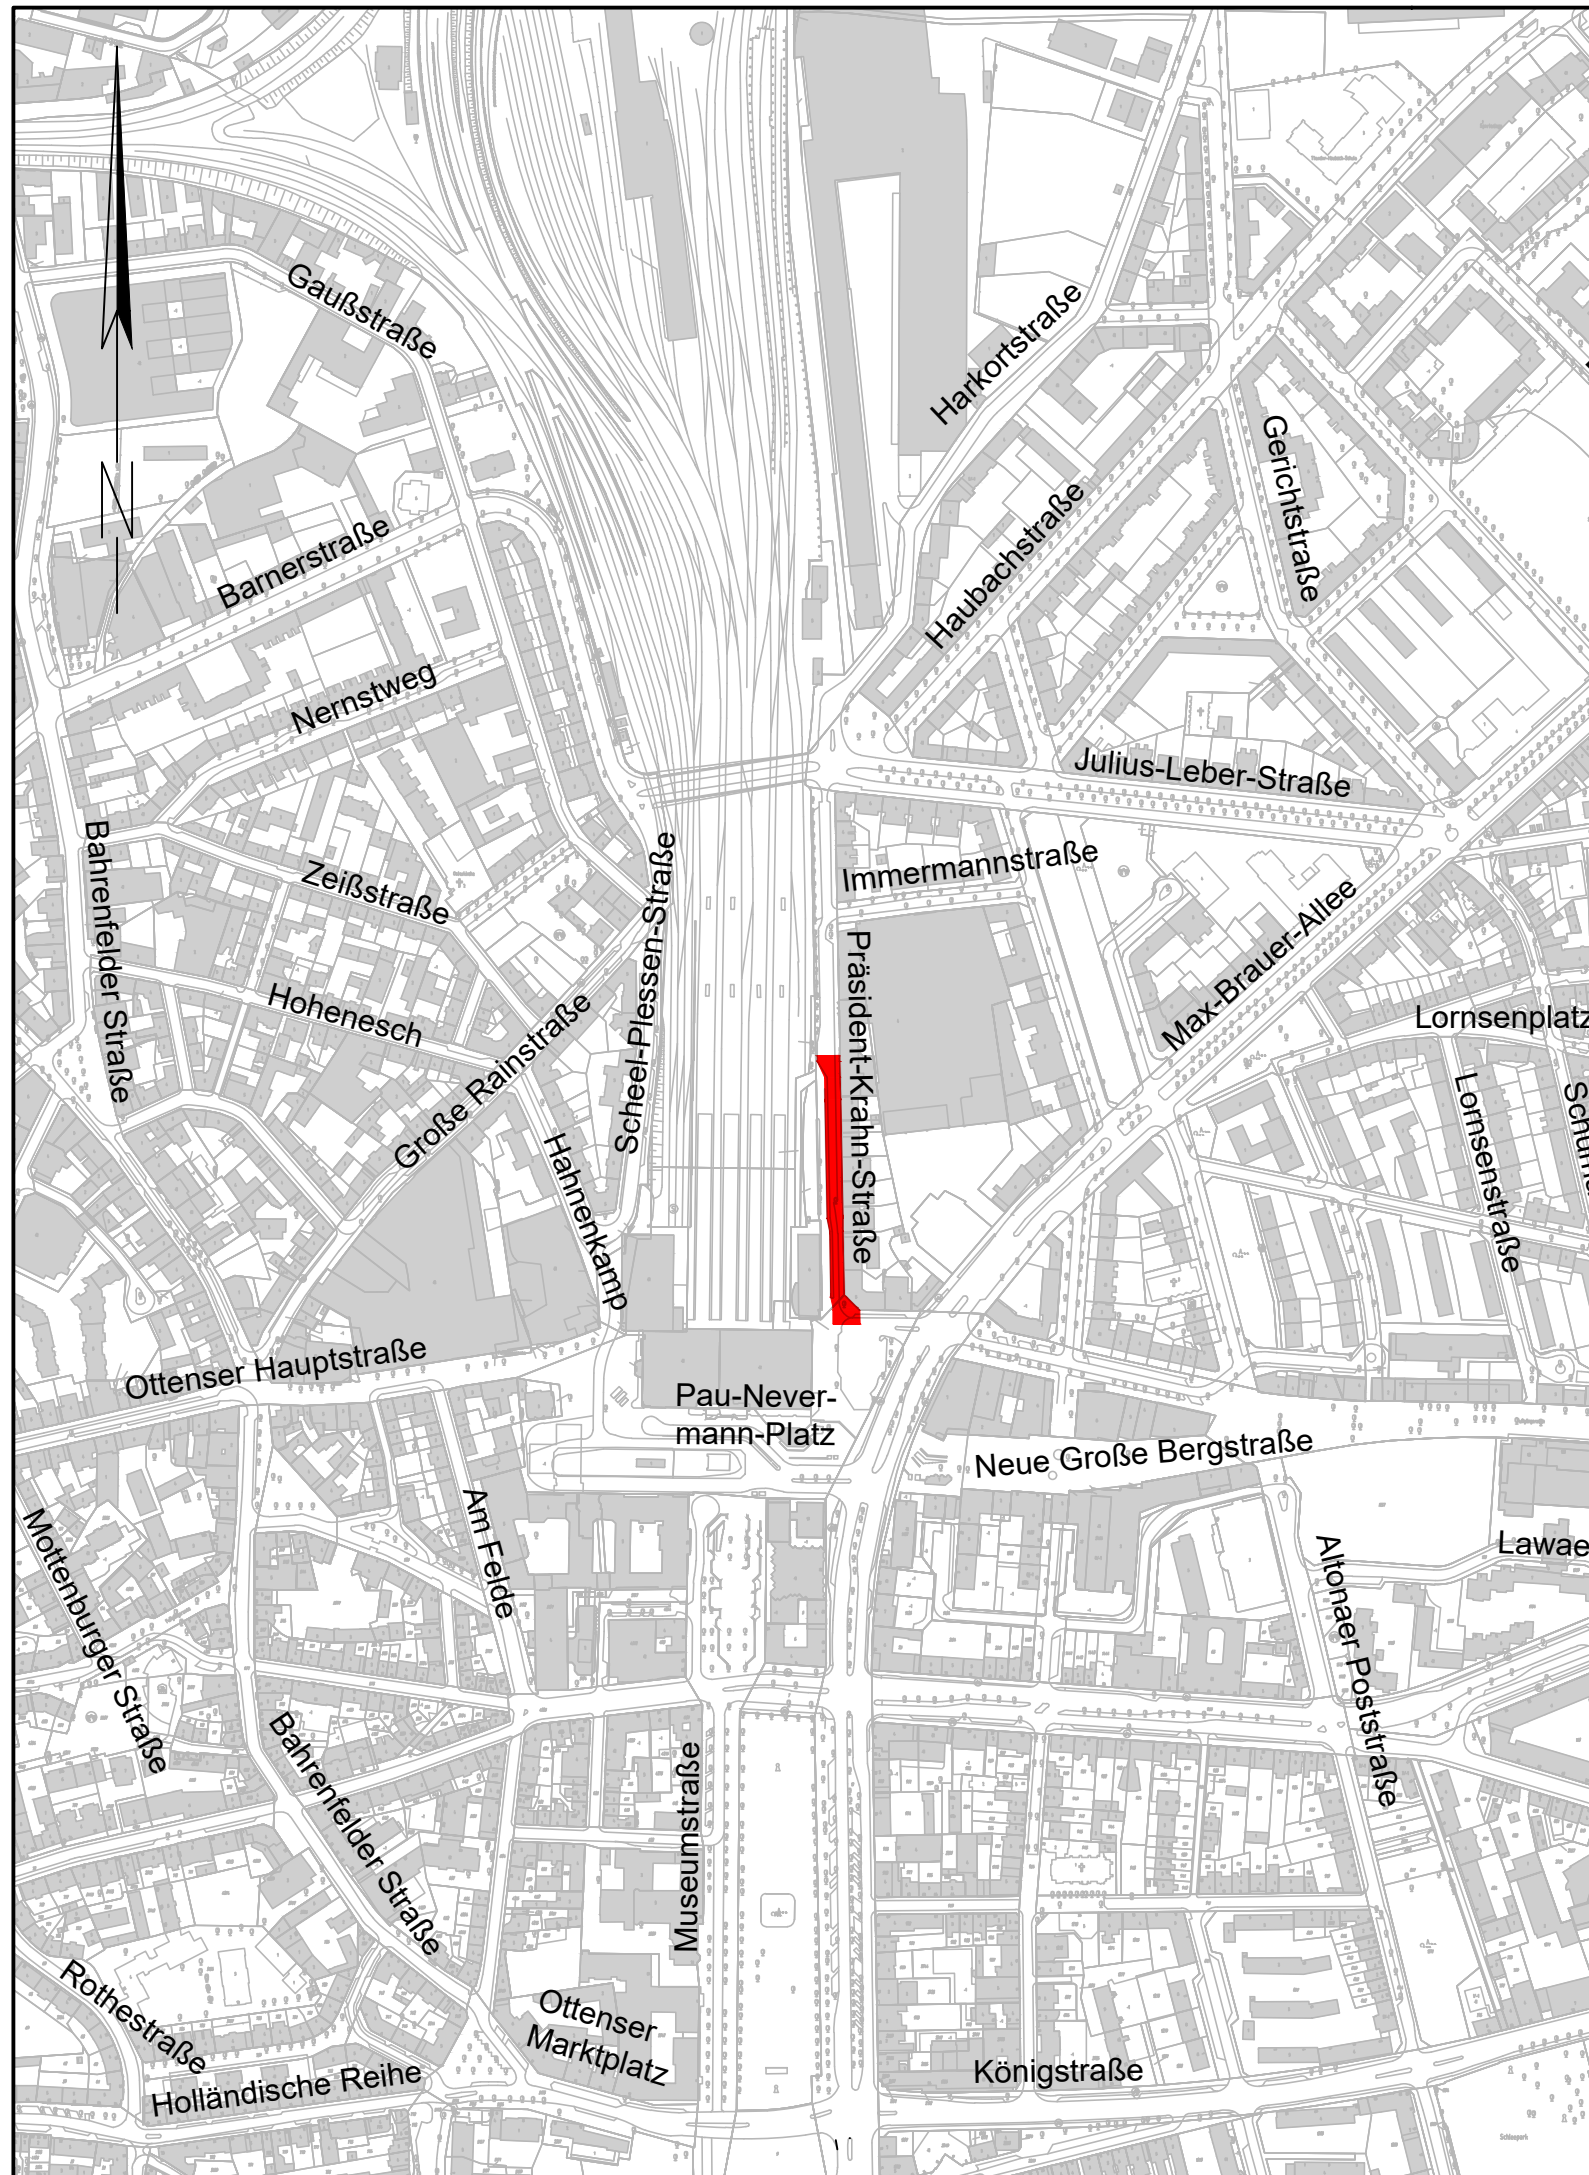 Gaußstraße
Harkortstraße
Gerichtstraße
Haubachstraße
Barnerstraße
Nernstweg
Julius-Leber-Straße
Bahrenfelder Straße
Zeißstraße
Immermannstraße
Scheel-Plessen-Straße
Max-Brauer-Allee
Präsident-Krahn-Straße
Hohenesch
Große Rainstraße
Lornsenplatz
Lornsenstraße
Hahnenkamp
Ottenser Hauptstraße
Pau-Never-
mann-Platz
Neue Große Bergstraße
Am Felde
Mottenburger Straße
Altonaer Poststraße
Lawae
Bahrenfelder Straße
Museumstraße
Rothestraße
Ottenser
Marktplatz
Holländische Reihe
Königstraße